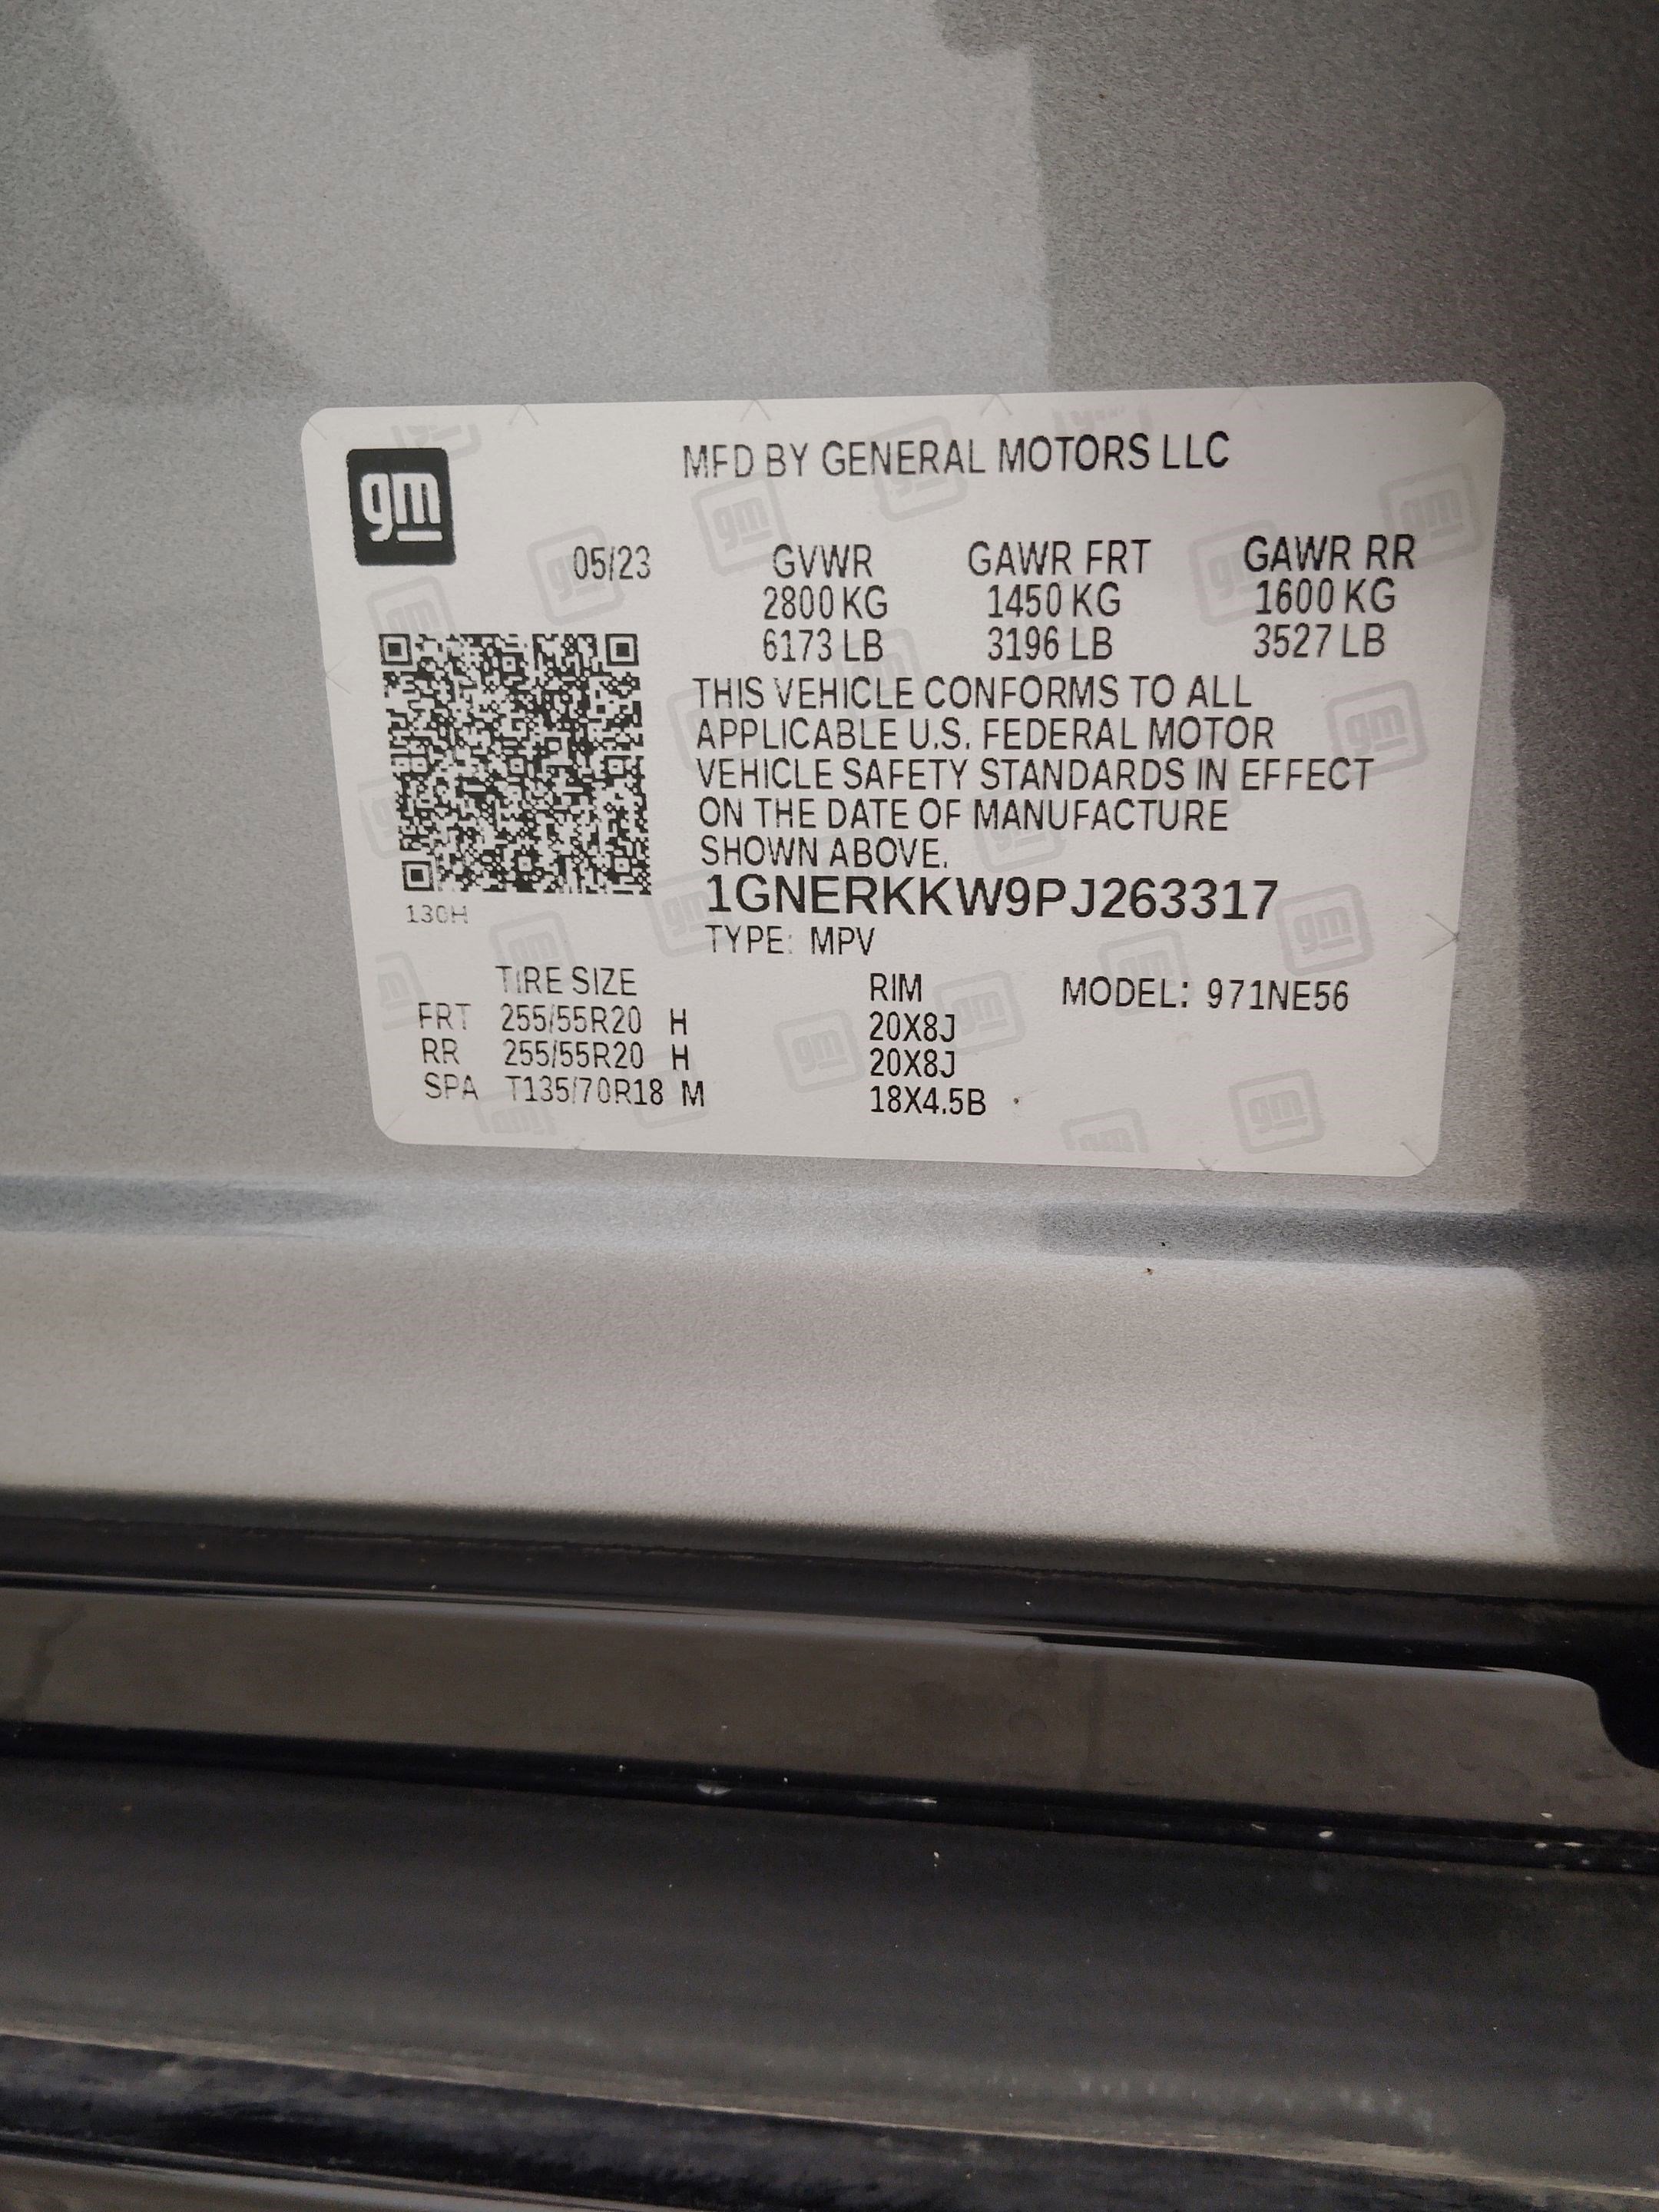 gm
MFD BY GENERAL MOTORS LLC
05/23 GVWR GAWR FRT GAWR RR
2800 KG 1450 KG 1600 KG
6173 LB 3196 LB 3527 LB
THIS VEHICLE CONFORMS TO ALL
APPLICABLE U.S. FEDERAL MOTOR
VEHICLE SAFETY STANDARDS IN EFFECT
ON THE DATE OF MANUFACTURE
SHOWN ABOVE.
1GNERKKW9PJ263317
130H
TYPE: MPV
TIRE SIZE RIM MODEL: 971NE56
FRT 255/55R20 H 20X8J
RR 255/55R20 H 20X8J
SPA T135/70R18 M 18X4.5B